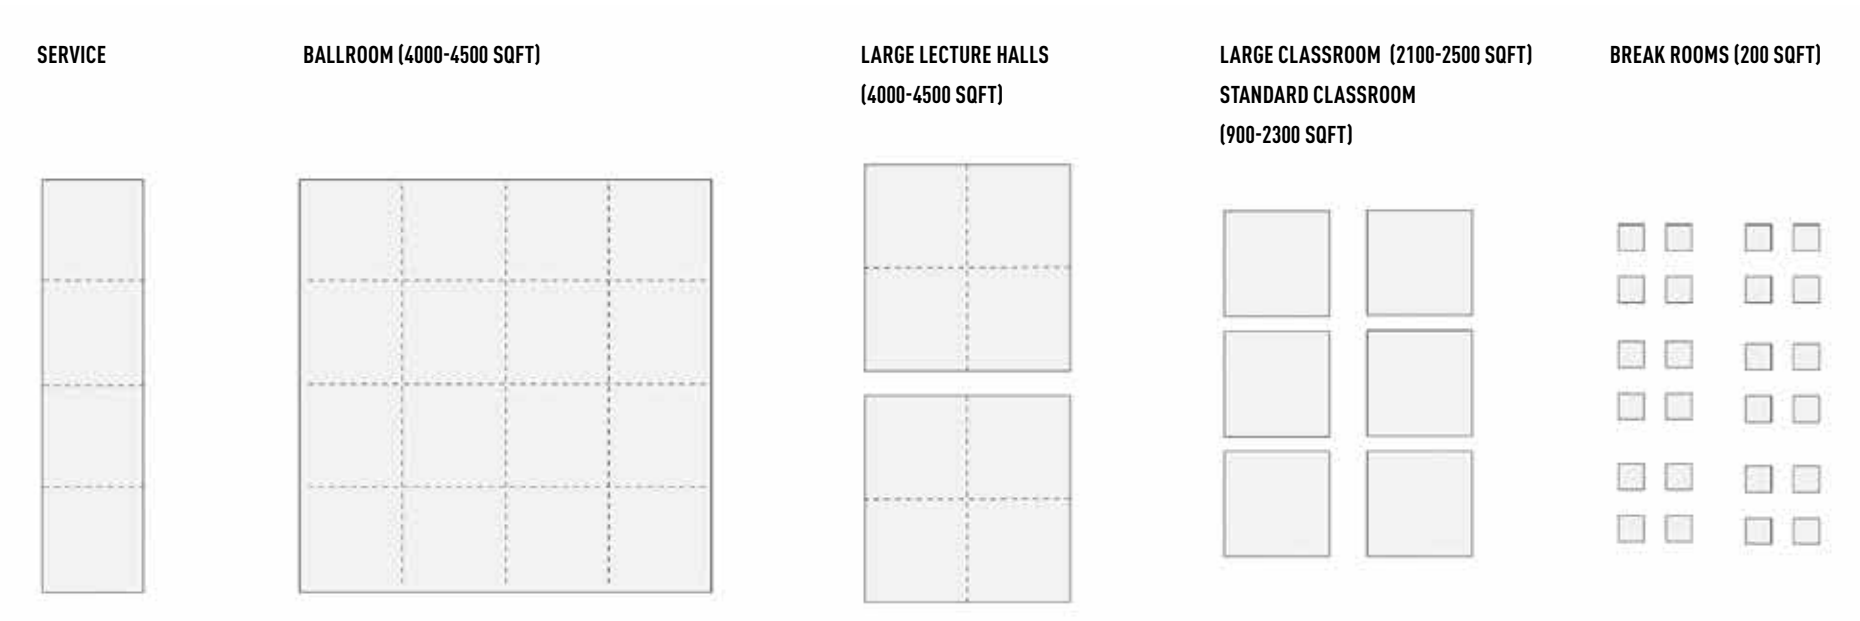 SERVICE
BALLROOM (4000-4500 SQFT)
LARGE LECTURE HALLS
(4000-4500 SQFT)
LARGE CLASSROOM (2100-2500 SQFT)
STANDARD CLASSROOM
(900-2300 SQFT)
BREAK ROOMS (200 SQFT)